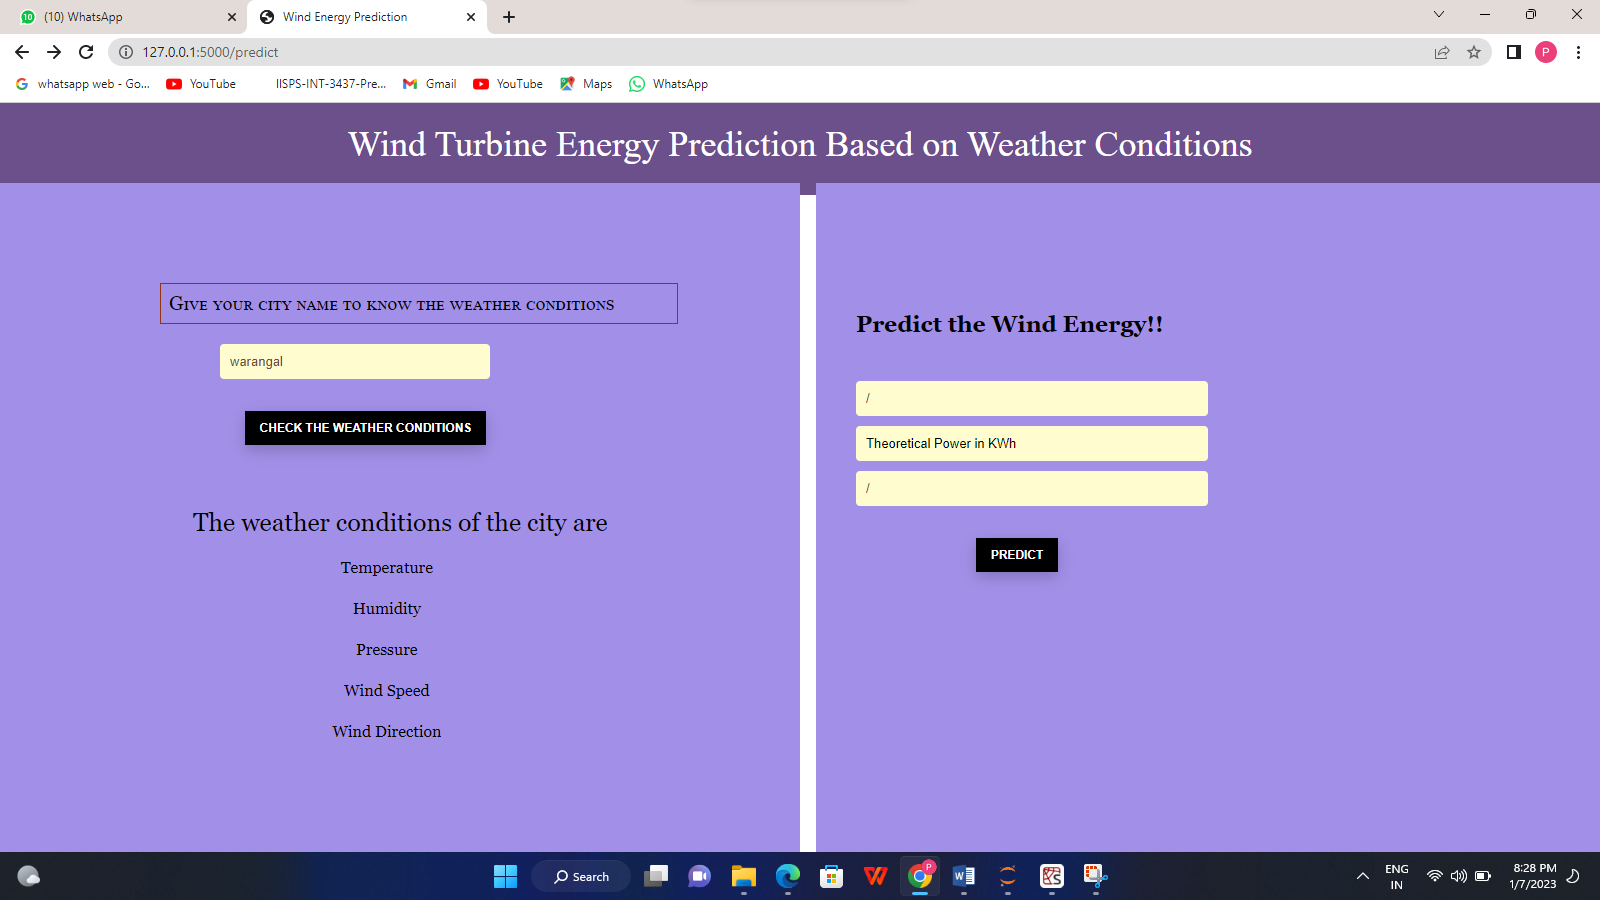 (10) WhatsApp
Wind Energy Prediction
127.0.0.1:5000/predict
P
whatsapp web - Go...
YouTube
IISPS-INT-3437-Pre...
Gmail
YouTube
Maps
WhatsApp
Wind Turbine Energy Prediction Based on Weather Conditions
Give your city name to know the weather conditions
warangal
CHECK THE WEATHER CONDITIONS
The weather conditions of the city are
Temperature
Humidity
Pressure
Wind Speed
Wind Direction
Predict the Wind Energy!!
/
Theoretical Power in KWh
/
PREDICT
Search
ENG
IN
8:28 PM
1/7/2023